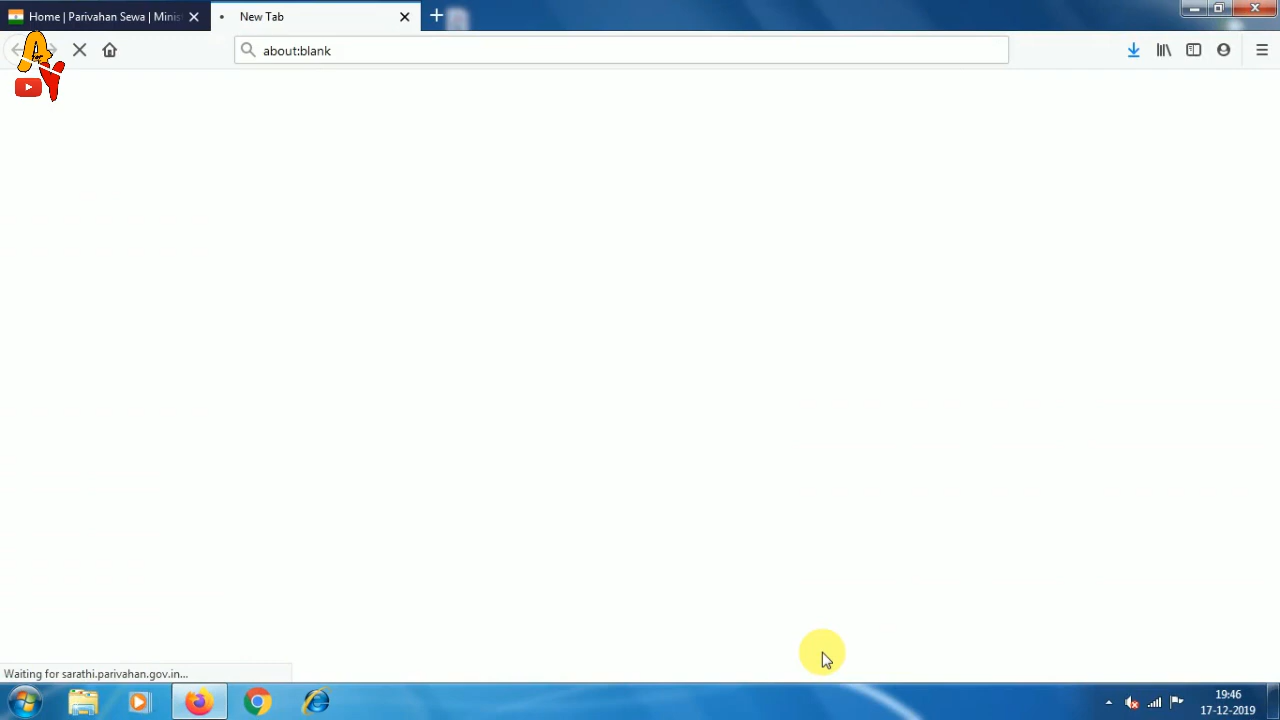 Home | Parivahan Sewa | Minis
New Tab
about:blank
A
Y
Waiting for sarathi.parivahan.gov.in...
19:46
17-12-2019